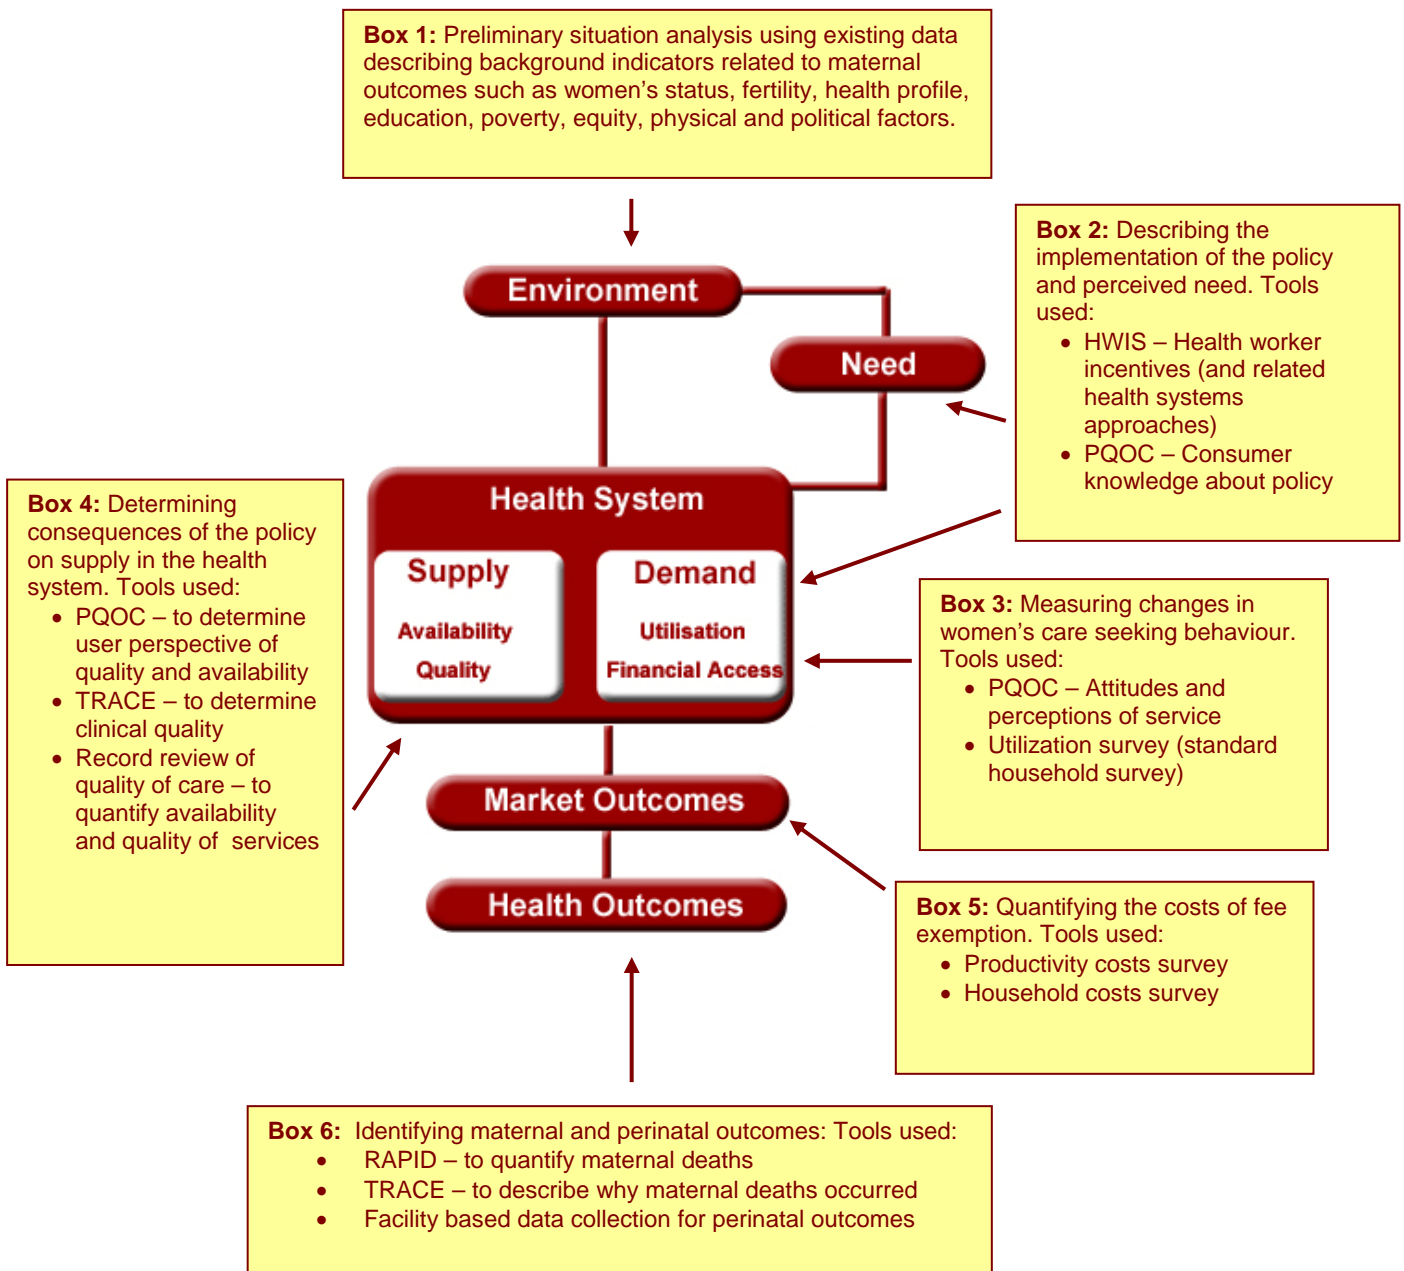 Box 1: Preliminary situation analysis using existing data
describing background indicators related to maternal
outcomes such as women's status, fertility, health profile,
education, poverty, equity, physical and political factors.
Environment
Need
Box 2: Describing the
implementation of the policy
and perceived need. Tools
used:
• HWIS – Health worker
incentives (and related
health systems
approaches)
• PQOC – Consumer
knowledge about policy
Health System
Supply
Availability
Quality
Demand
Utilisation
Financial Access
Box 4: Determining
consequences of the policy
on supply in the health
system. Tools used:
• PQOC – to determine
user perspective of
quality and availability
• TRACE – to determine
clinical quality
• Record review of
quality of care – to
quantify availability
and quality of services
Box 3: Measuring changes in
women's care seeking behaviour.
Tools used:
• PQOC – Attitudes and
perceptions of service
• Utilization survey (standard
household survey)
Market Outcomes
Health Outcomes
Box 5: Quantifying the costs of fee
exemption. Tools used:
• Productivity costs survey
• Household costs survey
Box 6: Identifying maternal and perinatal outcomes: Tools used:
• RAPID – to quantify maternal deaths
• TRACE – to describe why maternal deaths occurred
• Facility based data collection for perinatal outcomes